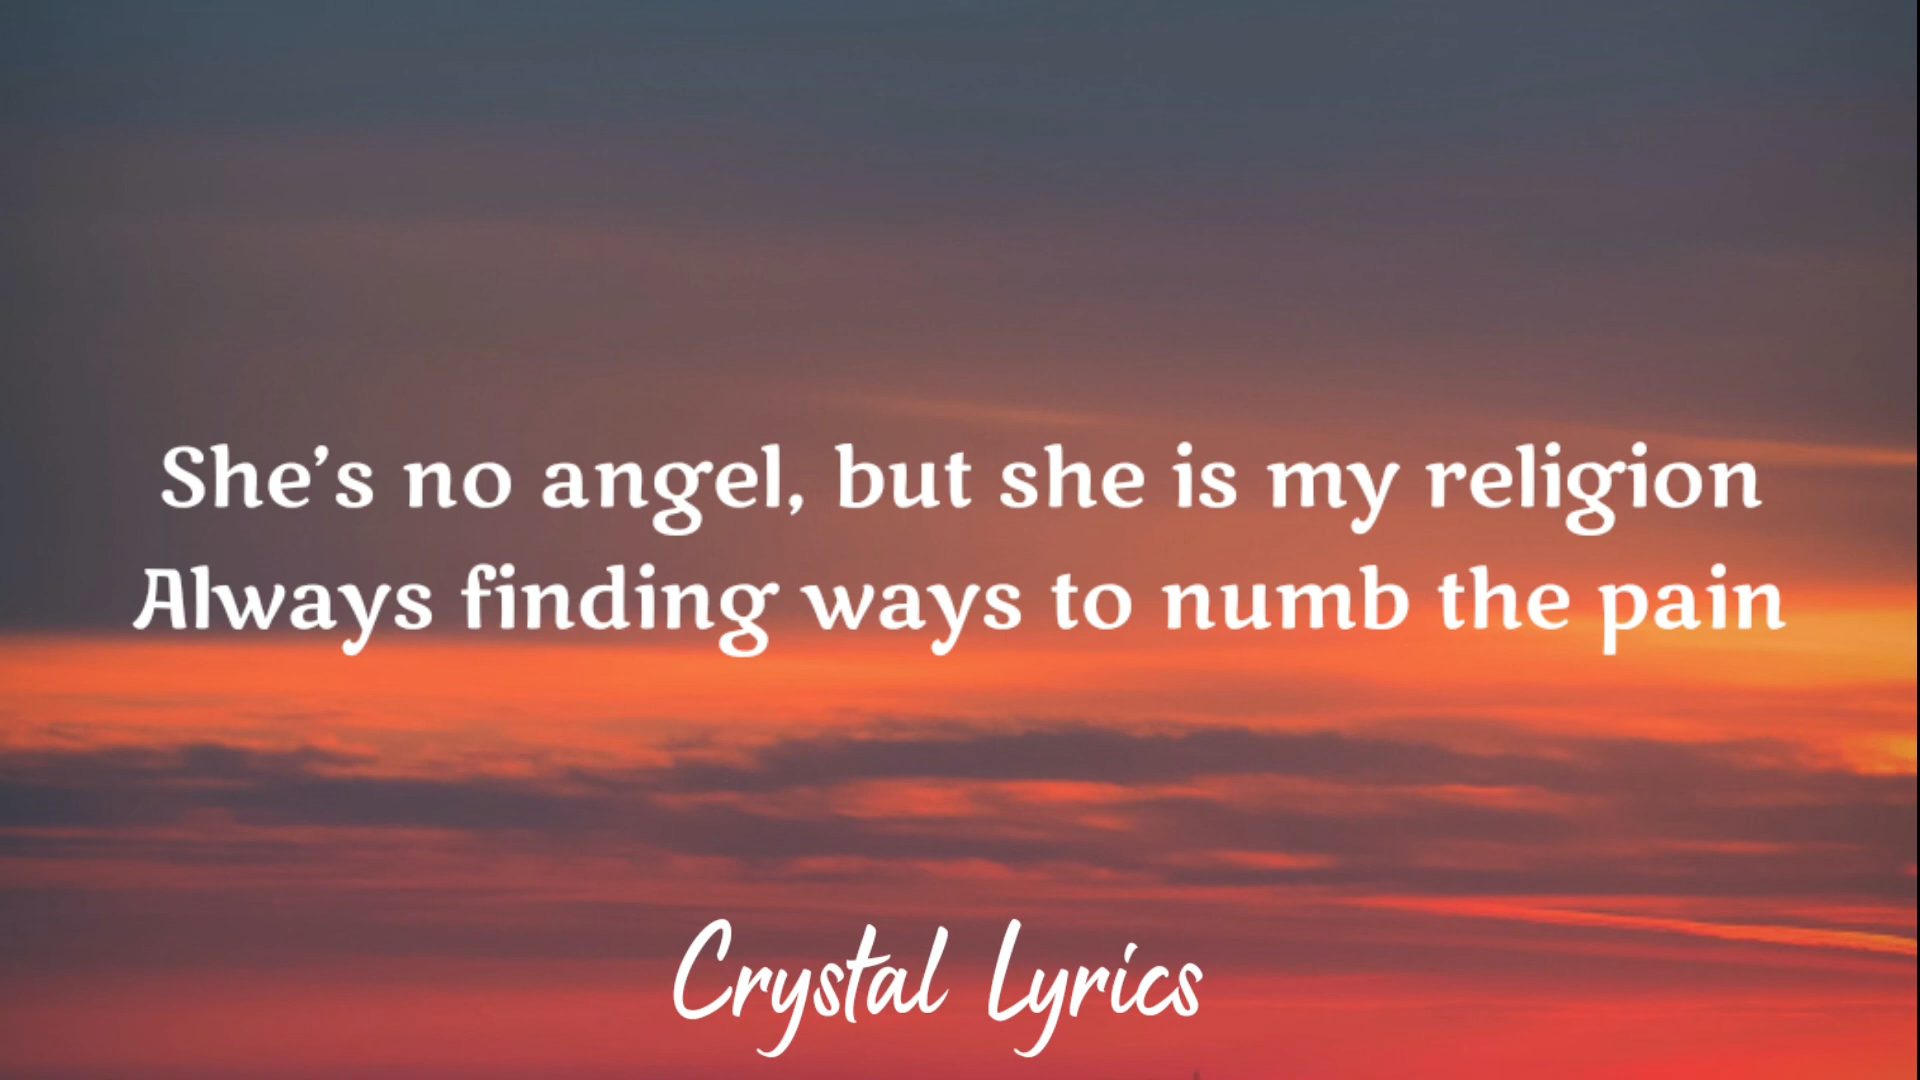 She’s no angel, but she is my religion
Always finding ways to numb the pain
Crystal Lyrics